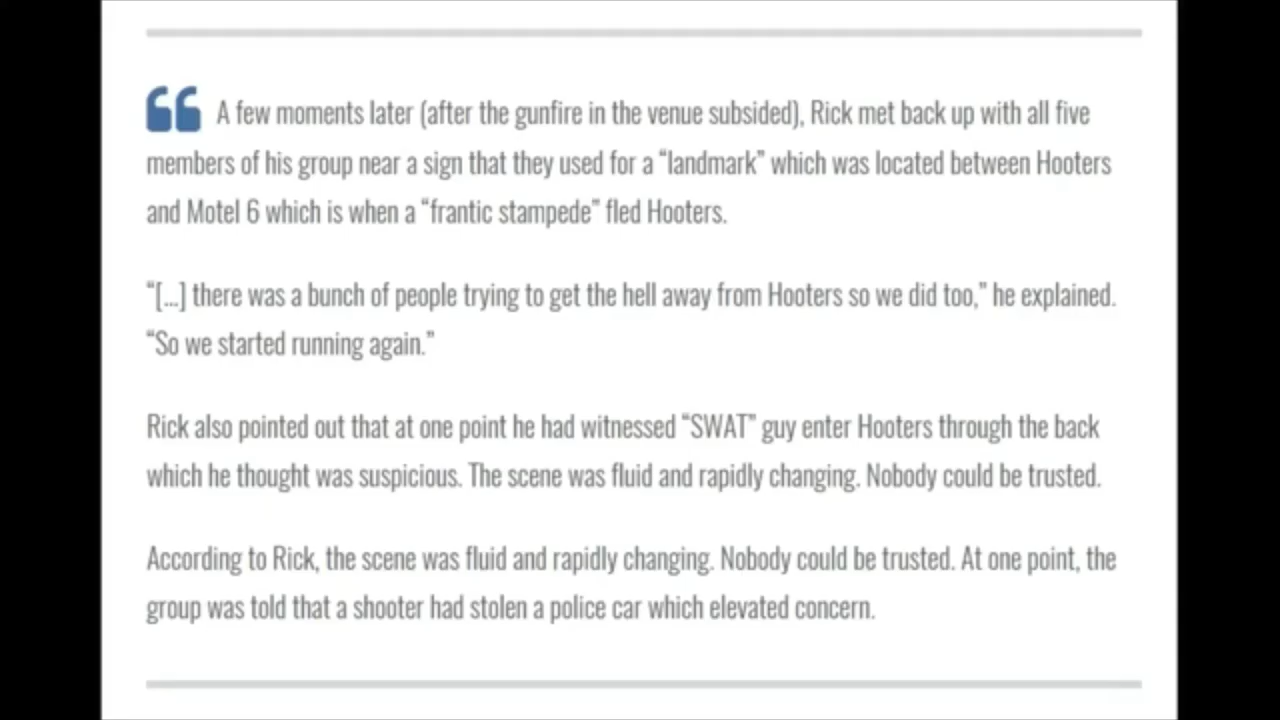 “ A few moments later (after the gunfire in the venue subsided), Rick met back up with all five
members of his group near a sign that they used for a “landmark” which was located between Hooters
and Motel 6 which is when a “frantic stampede” fled Hooters.
“[...] there was a bunch of people trying to get the hell away from Hooters so we did too,” he explained.
“So we started running again.”
Rick also pointed out that at one point he had witnessed “SWAT” guy enter Hooters through the back
which he thought was suspicious. The scene was fluid and rapidly changing. Nobody could be trusted.
According to Rick, the scene was fluid and rapidly changing. Nobody could be trusted. At one point, the
group was told that a shooter had stolen a police car which elevated concern.